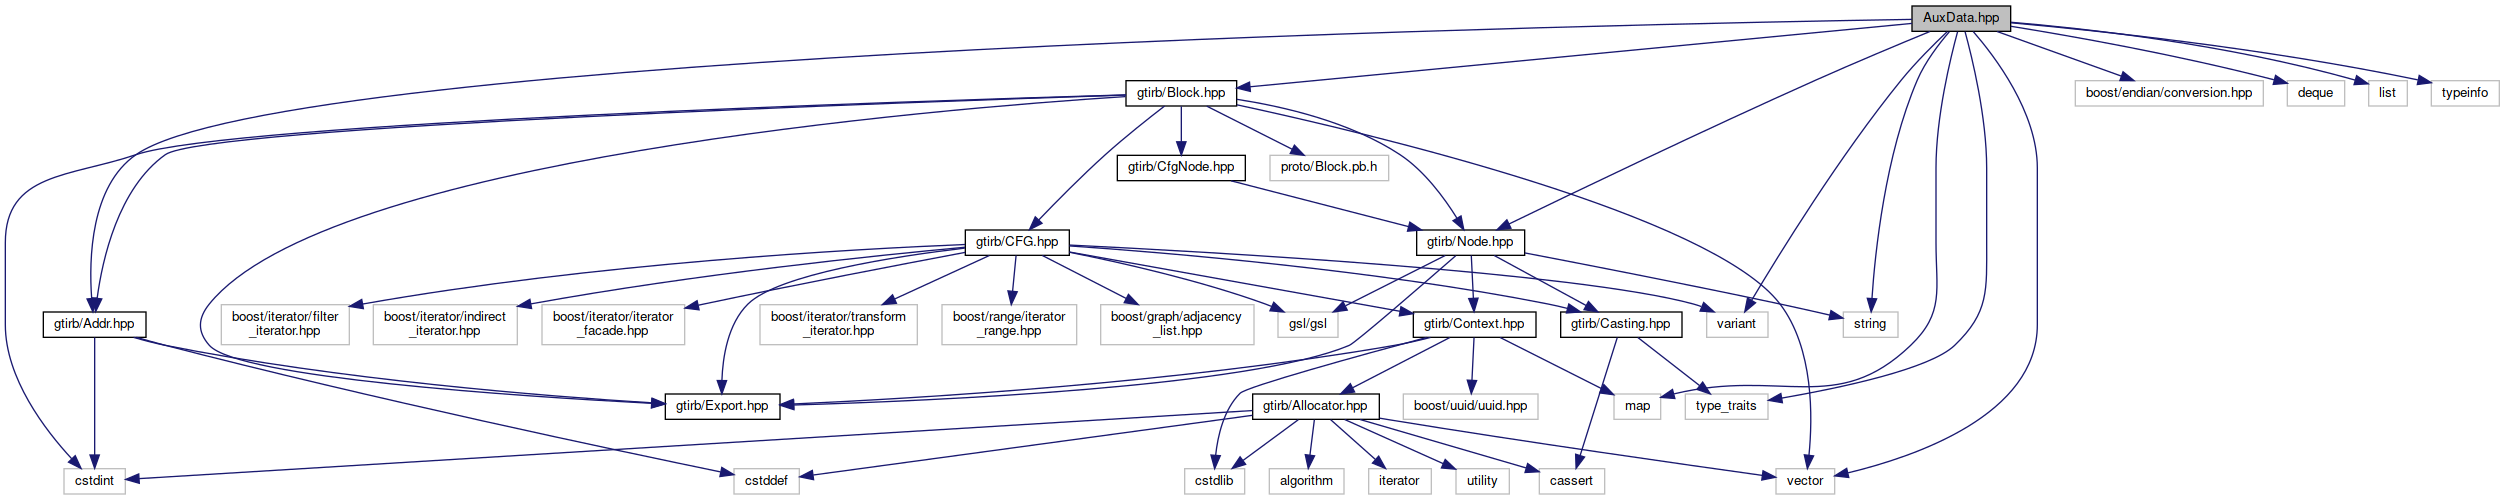 AuxData.hpp
gtirb/Block.hpp
boost/endian/conversion.hpp
deque
list
typeinfo
gtirb/CfgNode.hpp
proto/Block.pb.h
gtirb/CFG.hpp
gtirb/Node.hpp
gtirb/Addr.hpp
boost/iterator/filter
_iterator.hpp
boost/iterator/indirect
_iterator.hpp
boost/iterator/iterator
_facade.hpp
boost/iterator/transform
_iterator.hpp
boost/range/iterator
_range.hpp
boost/graph/adjacency
_list.hpp
gsl/gsl
gtirb/Context.hpp
gtirb/Casting.hpp
variant
string
gtirb/Export.hpp
gtirb/Allocator.hpp
boost/uuid/uuid.hpp
map
type_traits
cstdint
cstddef
cstdlib
algorithm
iterator
utility
cassert
vector